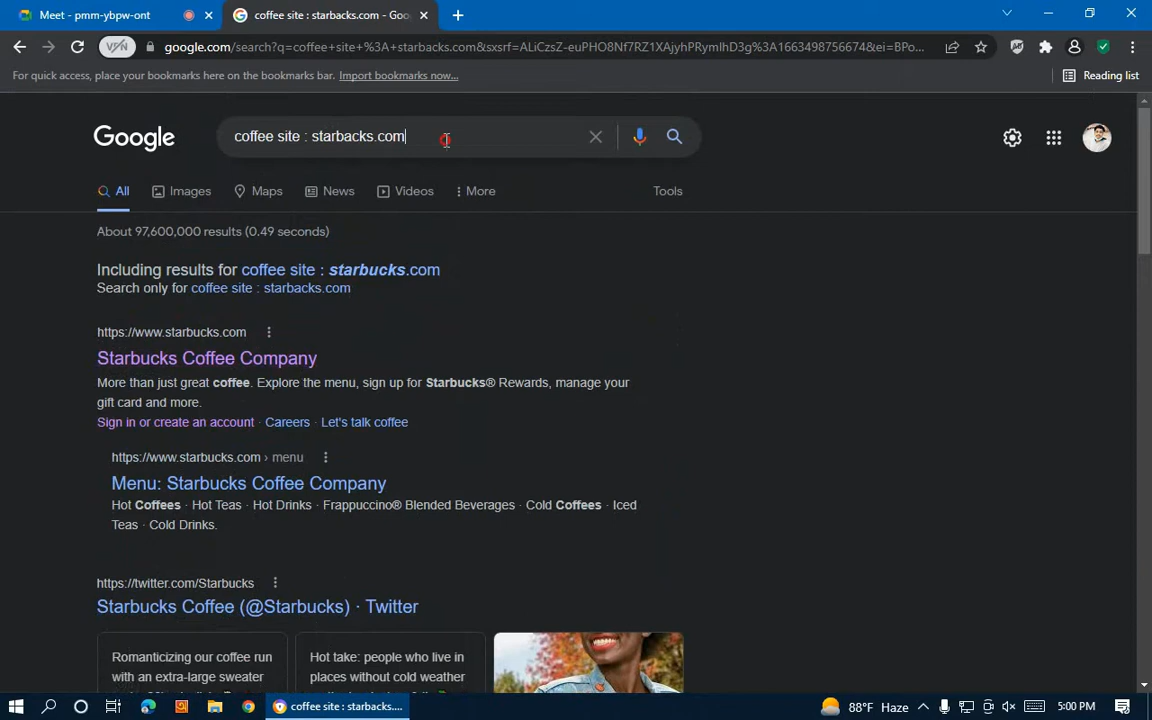 Meet - pmm-ybpw-ont
coffee site : starbacks.com - Goo
google.com/search?q=coffee+site+%3A+starbacks.com&sxsrf=ALiCzsZ-euPHO8Nf7RZ1XAjyhPRymIhD3g%3A1663498756674&ei=BPo...
For quick access, place your bookmarks here on the bookmarks bar. Import bookmarks now...
Reading list
Google
coffee site : starbacks.com
All Images Maps News Videos More Tools
About 97,600,000 results (0.49 seconds)
Including results for coffee site : starbucks.com
Search only for coffee site : starbacks.com
https://www.starbucks.com
Starbucks Coffee Company
More than just great coffee. Explore the menu, sign up for Starbucks® Rewards, manage your
gift card and more.
Sign in or create an account · Careers · Let's talk coffee
https://www.starbucks.com › menu
Menu: Starbucks Coffee Company
Hot Coffees · Hot Teas · Hot Drinks · Frappuccino® Blended Beverages · Cold Coffees · Iced
Teas · Cold Drinks.
https://twitter.com/Starbucks
Starbucks Coffee (@Starbucks) · Twitter
Romanticizing our coffee run
with an extra-large sweater
Hot take: people who live in
places without cold weather
coffee site : starbacks....
88°F Haze
5:00 PM